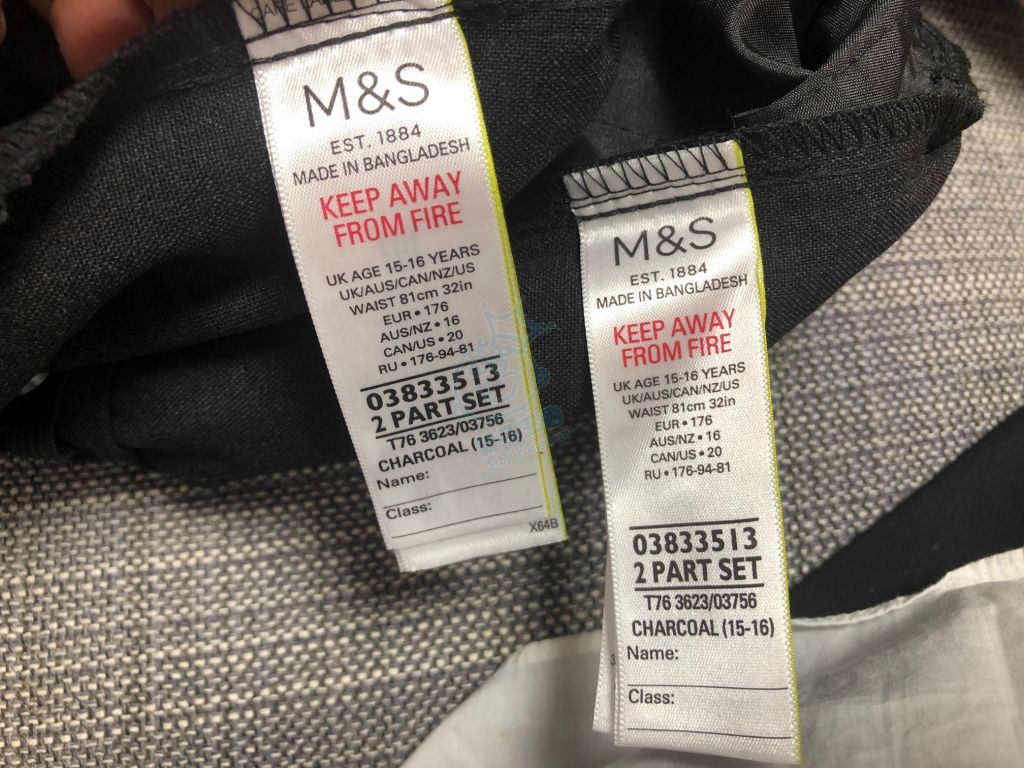 M&S
EST. 1884
MADE IN BANGLADESH
KEEP AWAY
FROM FIRE
UK AGE 15-16 YEARS
UK/AUS/CAN/NZ/US
WAIST 81cm 32in
EUR • 176
AUS/NZ • 16
CAN/US • 20
RU • 176-94-81
03833513
2 PART SET
T76 3623/03756
CHARCOAL (15-16)
Name:
Class:
X64B
M&S
EST. 1884
MADE IN BANGLADESH
KEEP AWAY
FROM FIRE
UK AGE 15-16 YEARS
UK/AUS/CAN/NZ/US
WAIST 81cm 32in
EUR • 176
AUS/NZ • 16
CAN/US • 20
RU • 176-94-81
03833513
2 PART SET
T76 3623/03756
CHARCOAL (15-16)
Name:
Class: